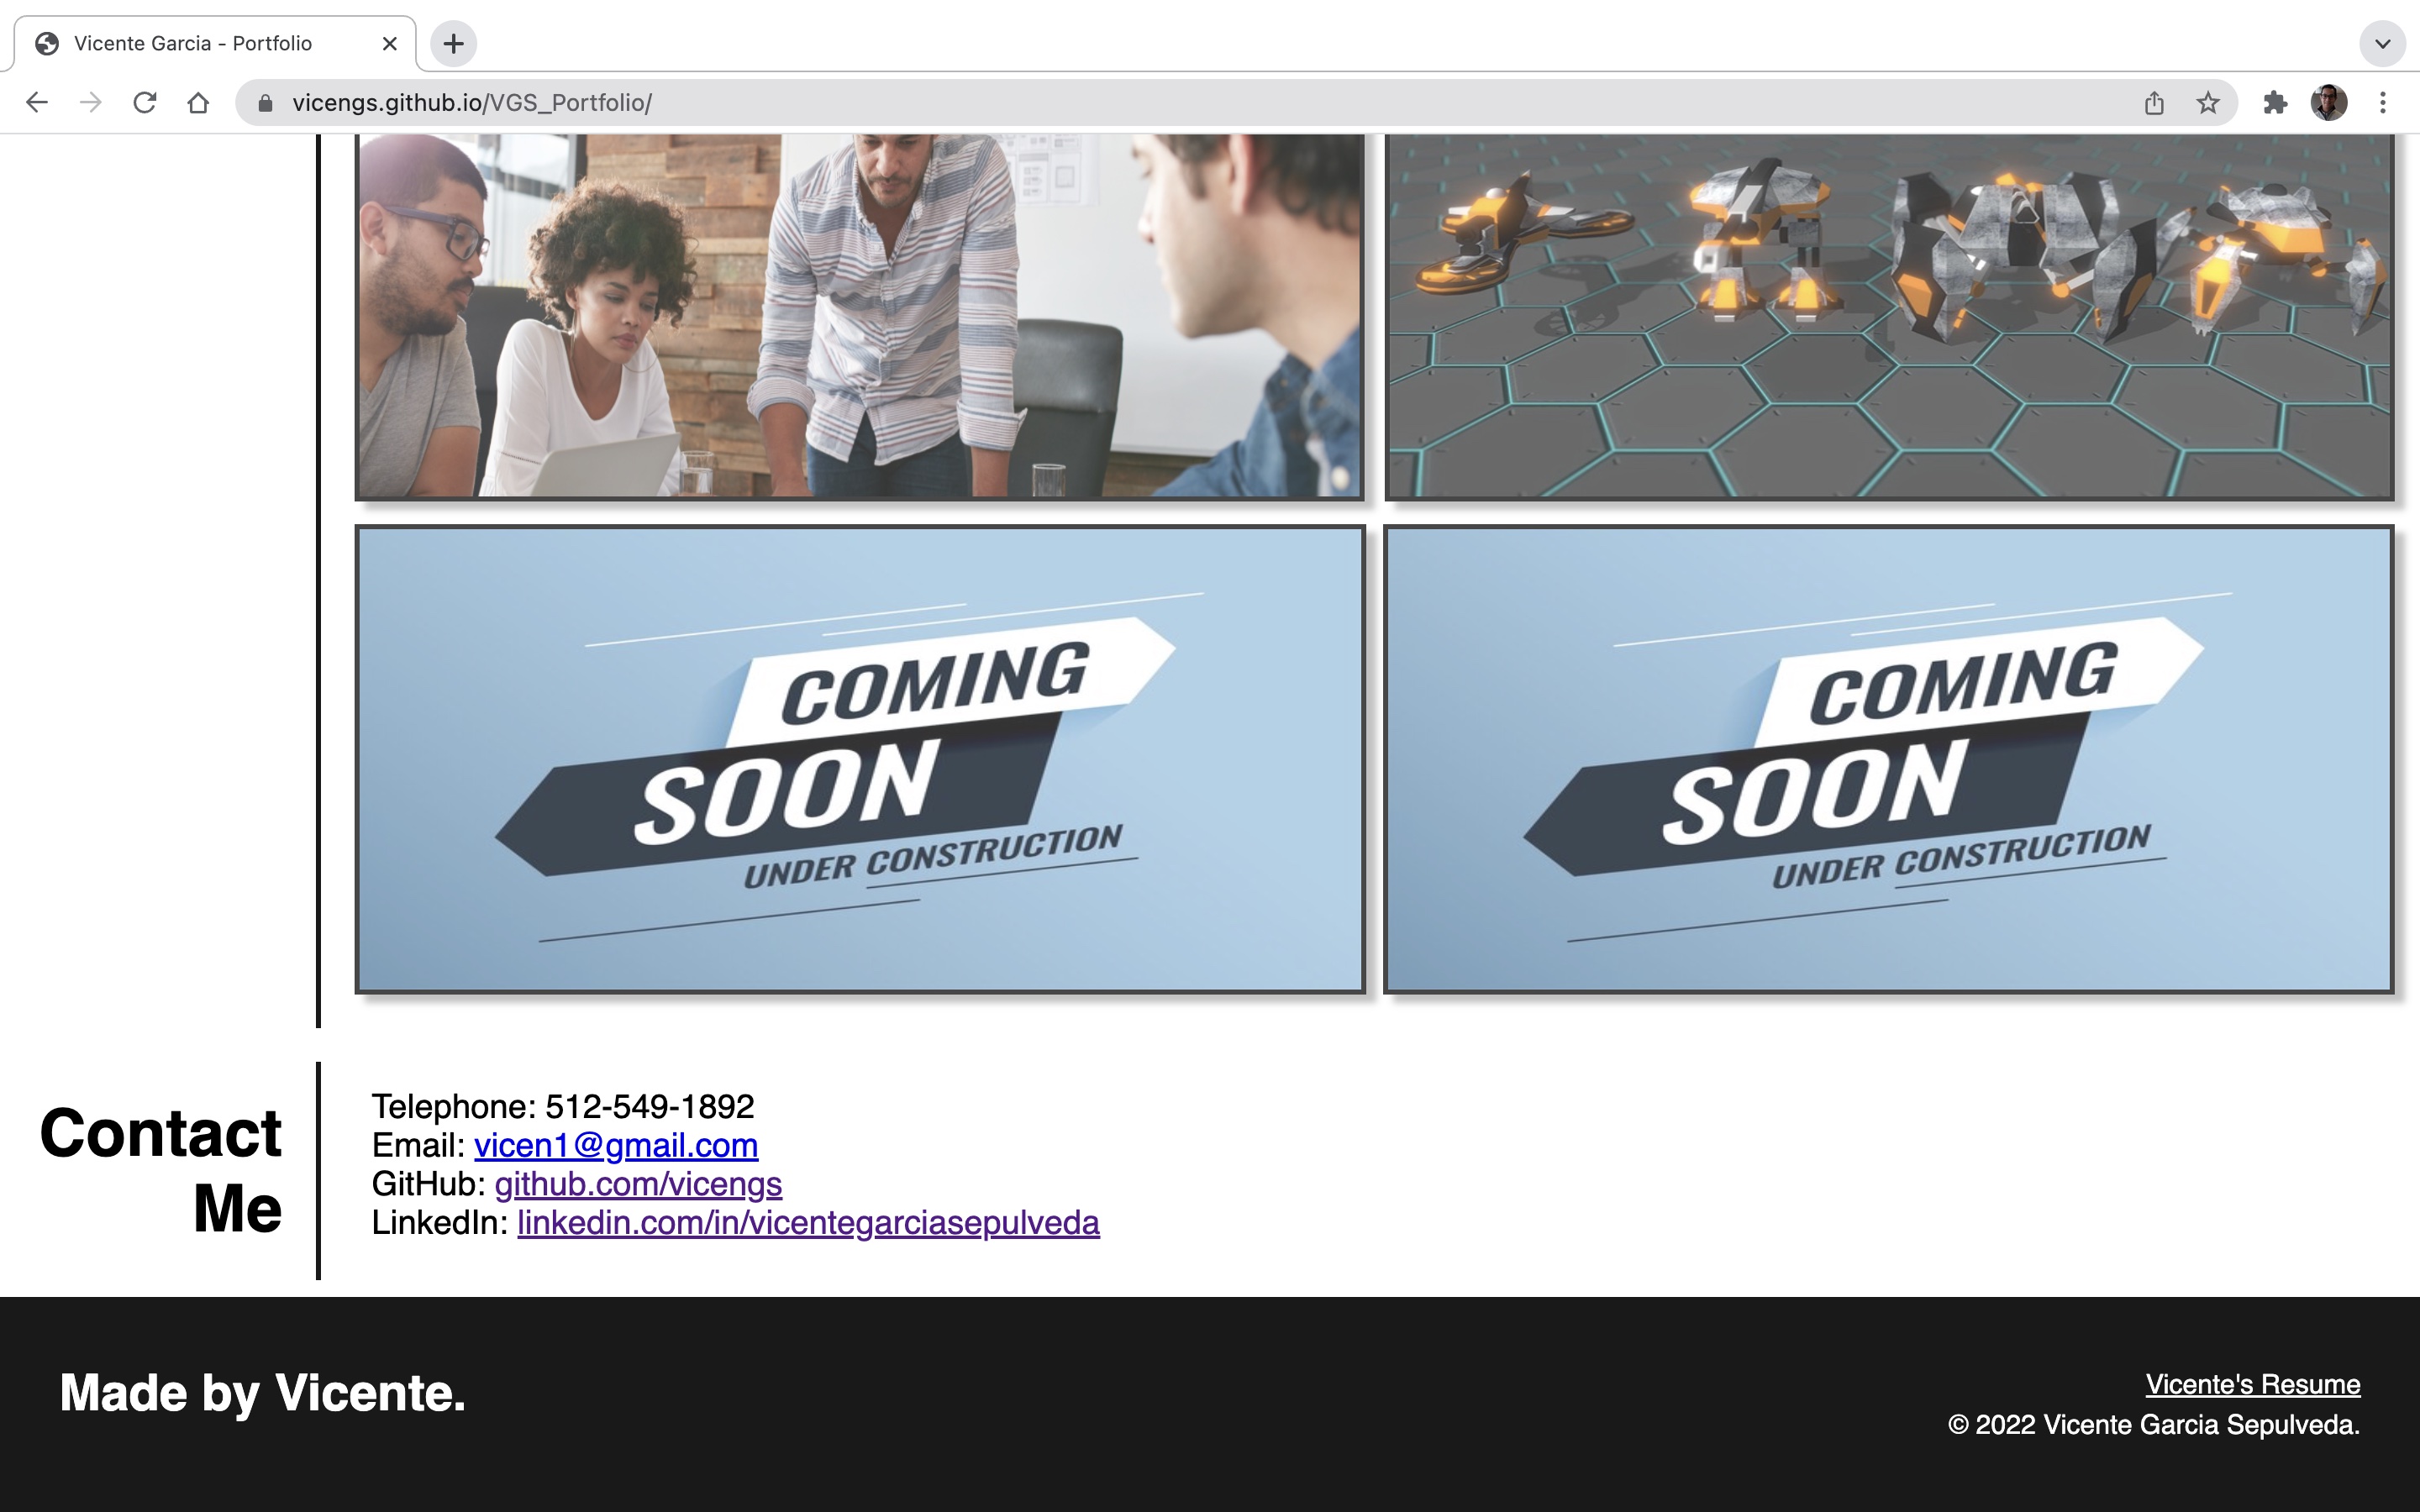 Vicente Garcia - Portfolio
vicengs.github.io/VGS_Portfolio/
COMING
SOON
UNDER CONSTRUCTION
COMING
SOON
UNDER CONSTRUCTION
Contact
Me
Telephone: 512-549-1892
Email: vicen1@gmail.com
GitHub: github.com/vicengs
LinkedIn: linkedin.com/in/vicentegarciasepulveda
Made by Vicente.
Vicente's Resume
© 2022 Vicente Garcia Sepulveda.